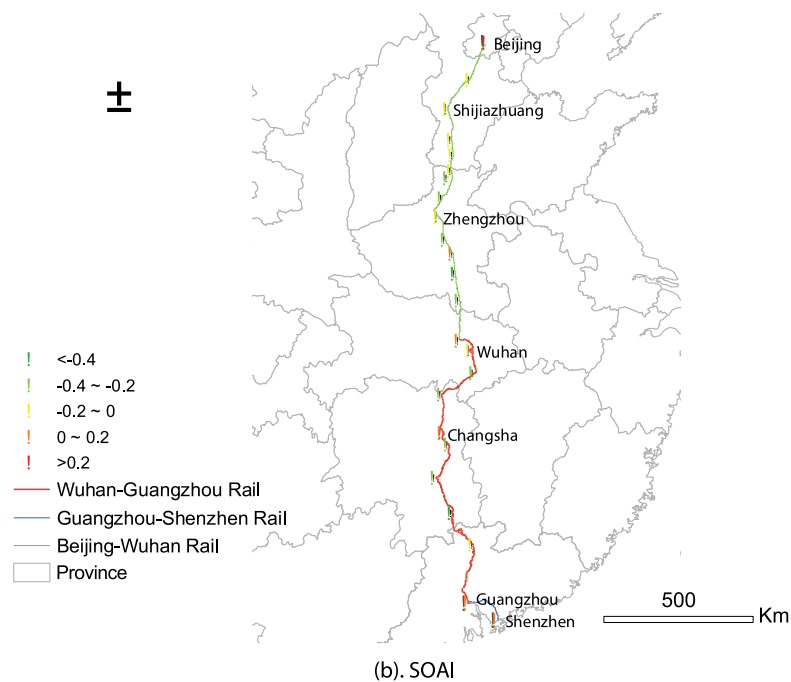 Beijing
±
Shijiazhuang
Zhengzhou
Wuhan
Changsha
Guangzhou
Shenzhen
<-0.4
-0.4 ~ -0.2
-0.2 ~ 0
0 ~ 0.2
>0.2
Wuhan-Guangzhou Rail
Guangzhou-Shenzhen Rail
Beijing-Wuhan Rail
Province
500
Km
(b). SOAI